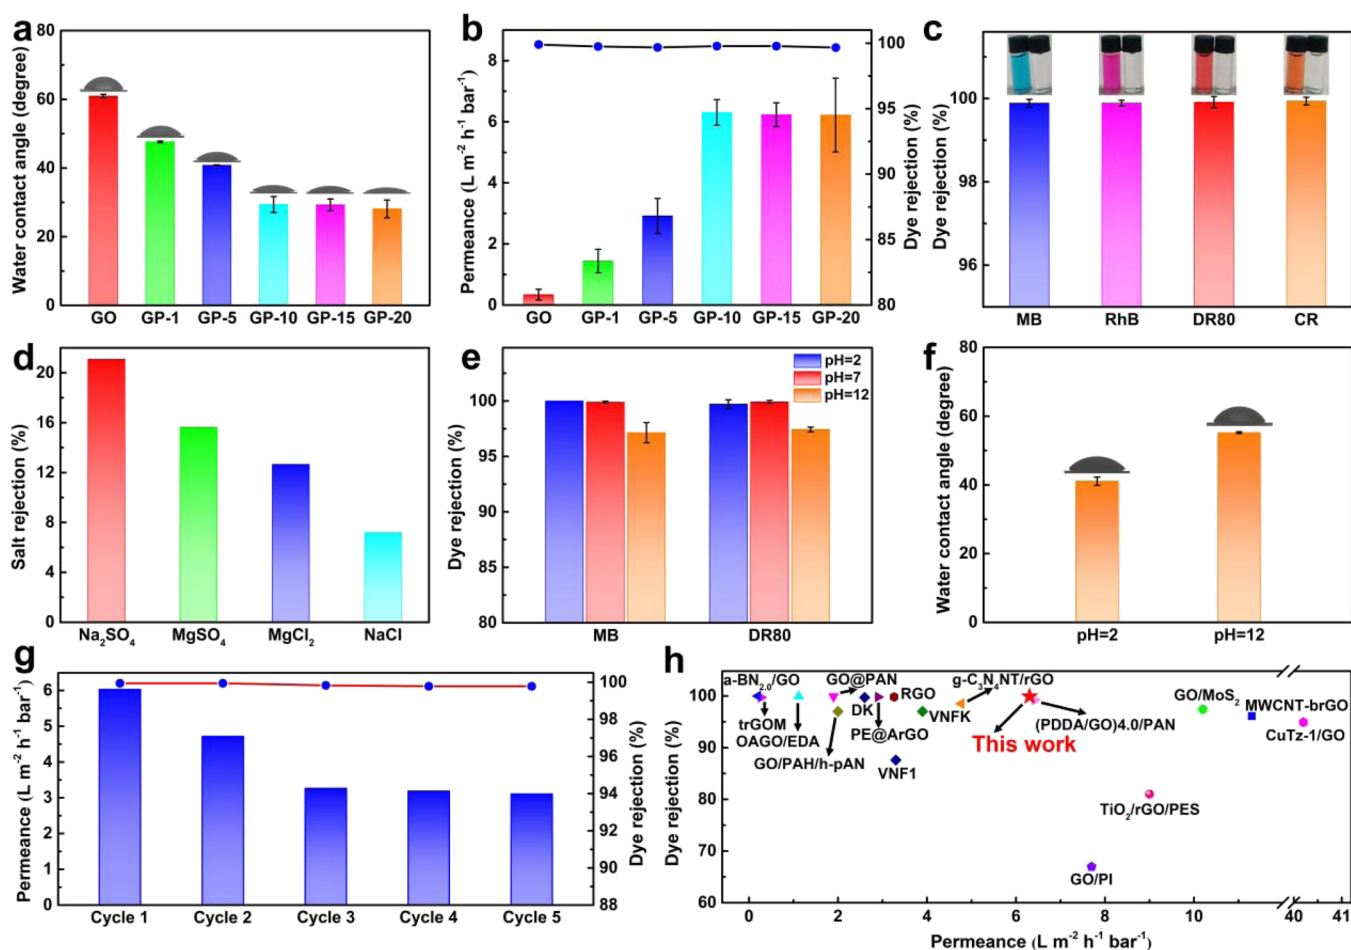 a
Water contact angle (degree)
80
60
40
20
0
GO GP-1 GP-5 GP-10 GP-15 GP-20
b
Permeance (L m⁻² h⁻¹ bar⁻¹)
8
6
4
2
0
GO GP-1 GP-5 GP-10 GP-15 GP-20
100
95
90
85
80
Dye rejection (%)
c
Dye rejection (%)
100
98
96
MB RhB DR80 CR
d
Salt rejection (%)
20
16
12
8
4
0
Na₂SO₄ MgSO₄ MgCl₂ NaCl
e
Dye rejection (%)
100
95
90
85
80
pH=2
pH=7
pH=12
MB DR80
f
Water contact angle (degree)
80
60
40
20
0
pH=2 pH=12
g
Permeance (L m⁻² h⁻¹ bar⁻¹)
6
5
4
3
2
1
0
Cycle 1 Cycle 2 Cycle 3 Cycle 4 Cycle 5
100
98
96
94
92
90
88
Dye rejection (%)
h
Dye rejection (%)
100
90
80
70
60
a-BN₂.₀/GO GO@PAN g-C₃N₄NT/rGO
RGO GO/MoS₂
trGOM DK VNFK MWCNT-brGO
OAGO/EDA PE@ArGO This work (PDDA/GO)4.0/PAN CuTz-1/GO
GO/PAH/h-pAN VNF1
TiO₂/rGO/PES
GO/PI
0 2 4 6 8 10 40 41
Permeance (L m⁻² h⁻¹ bar⁻¹)